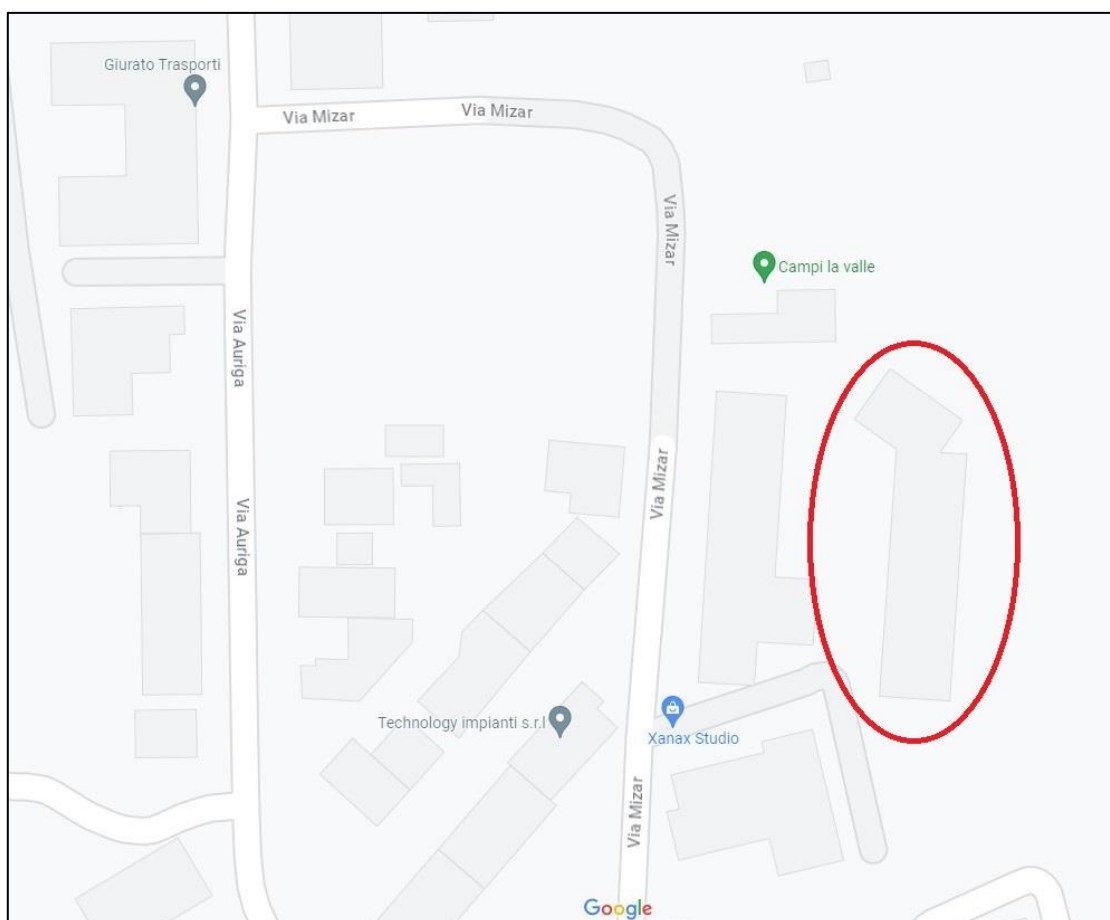 Giurato Trasporti
Via Mizar
Via Mizar
Via Mizar
Campi la valle
Via Auriga
Via Mizar
Via Auriga
Technology impianti s.r.l
Xanax Studio
Via Mizar
Google